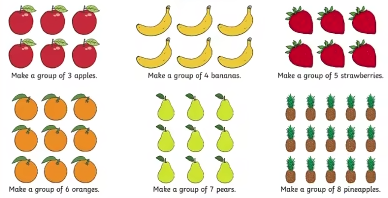 Make a group of 3 apples.
Make a group of 4 bananas.
Make a group of 5 strawberries.
Make a group of 6 oranges.
Make a group of 7 pears.
Make a group of 8 pineapples.